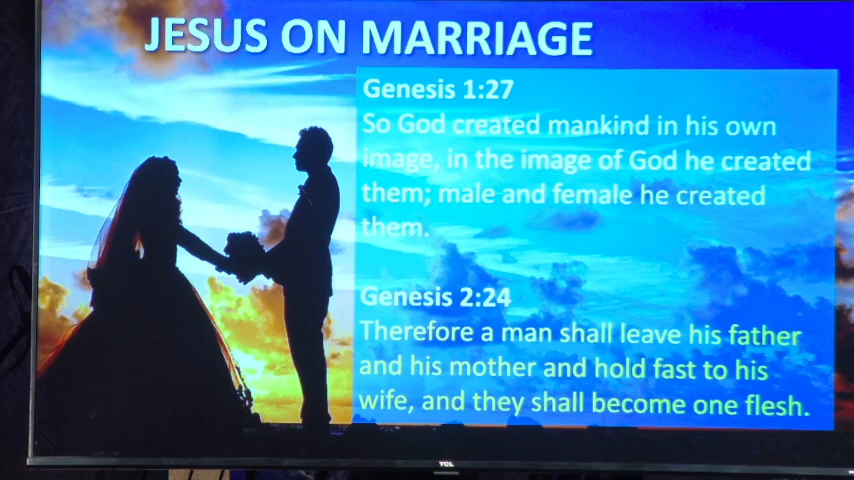 JESUS ON MARRIAGE
Genesis 1:27
So God created mankind in his own
image, in the image of God he created
them; male and female he created
them.
Genesis 2:24
Therefore a man shall leave his father
and his mother and hold fast to his
wife, and they shall become one flesh.
TCL